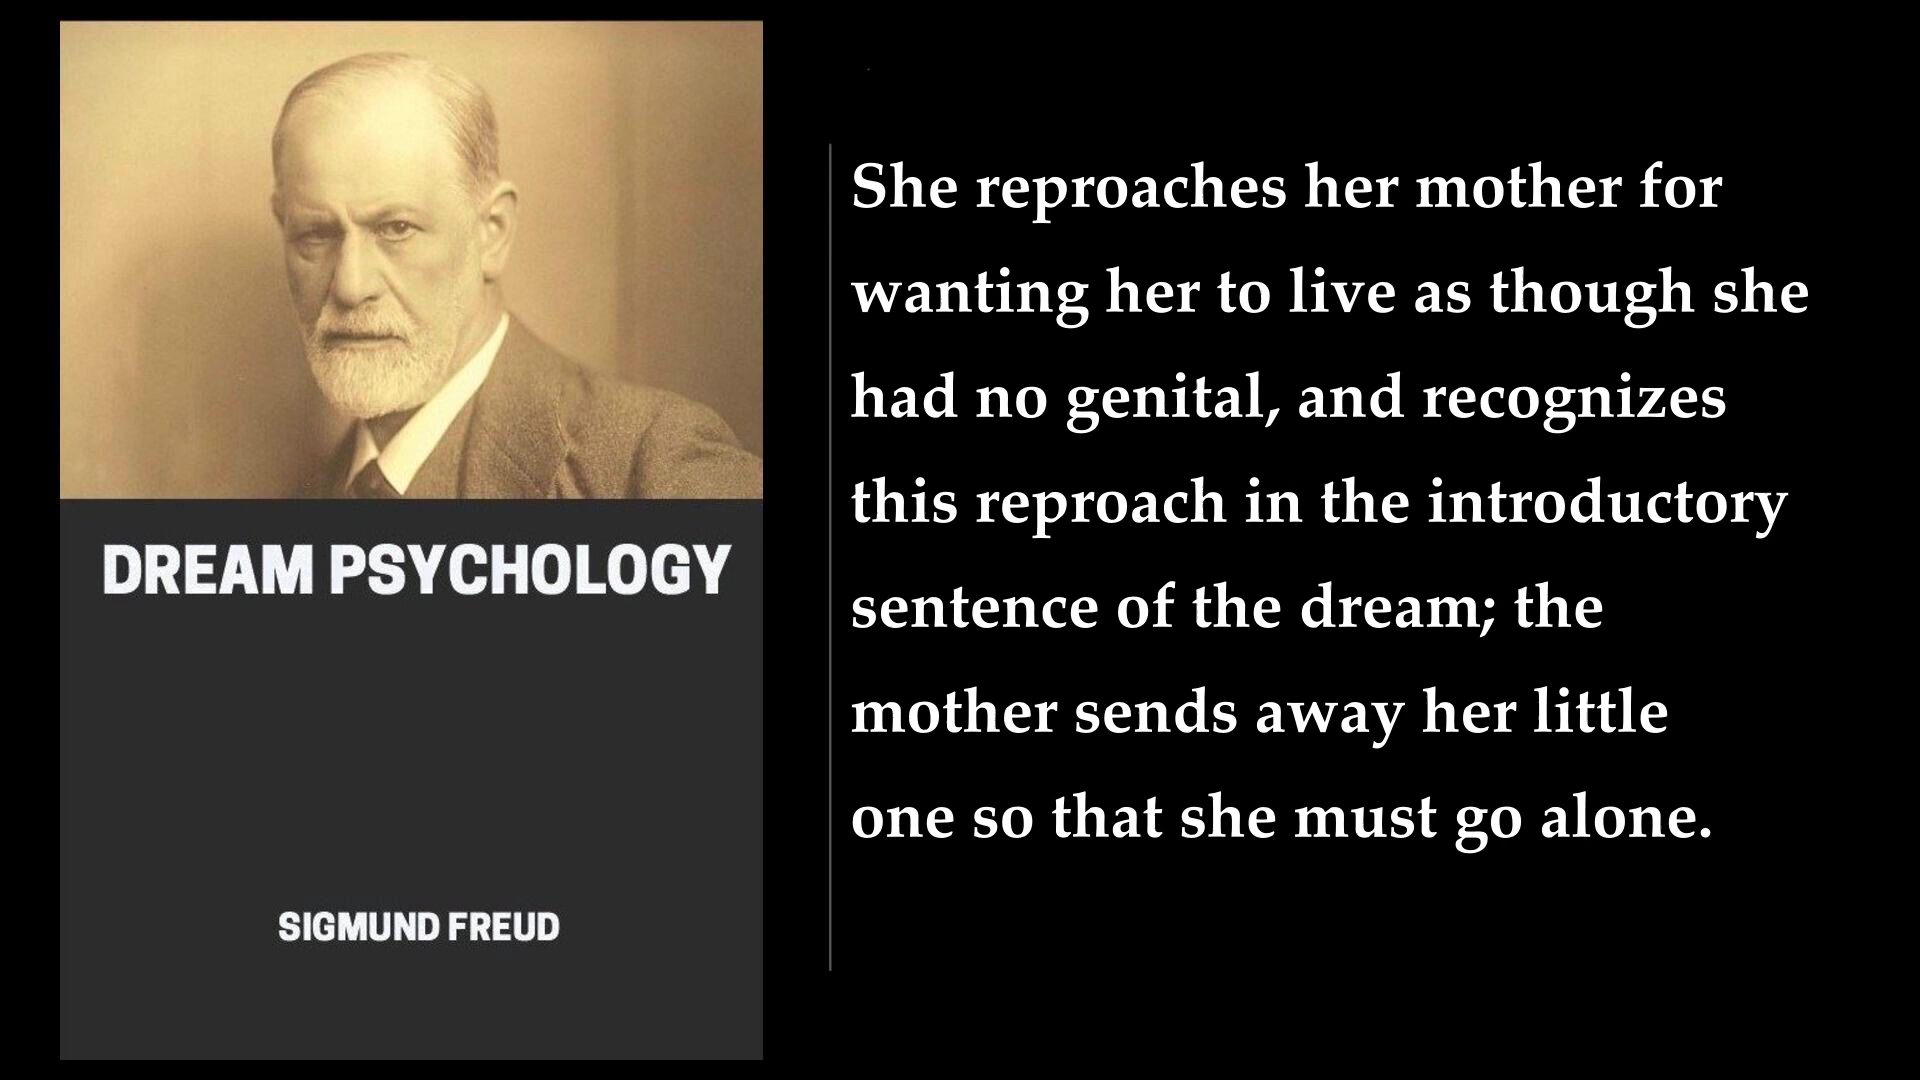 DREAM PSYCHOLOGY
SIGMUND FREUD
She reproaches her mother for
wanting her to live as though she
had no genital, and recognizes
this reproach in the introductory
sentence of the dream; the
mother sends away her little
one so that she must go alone.